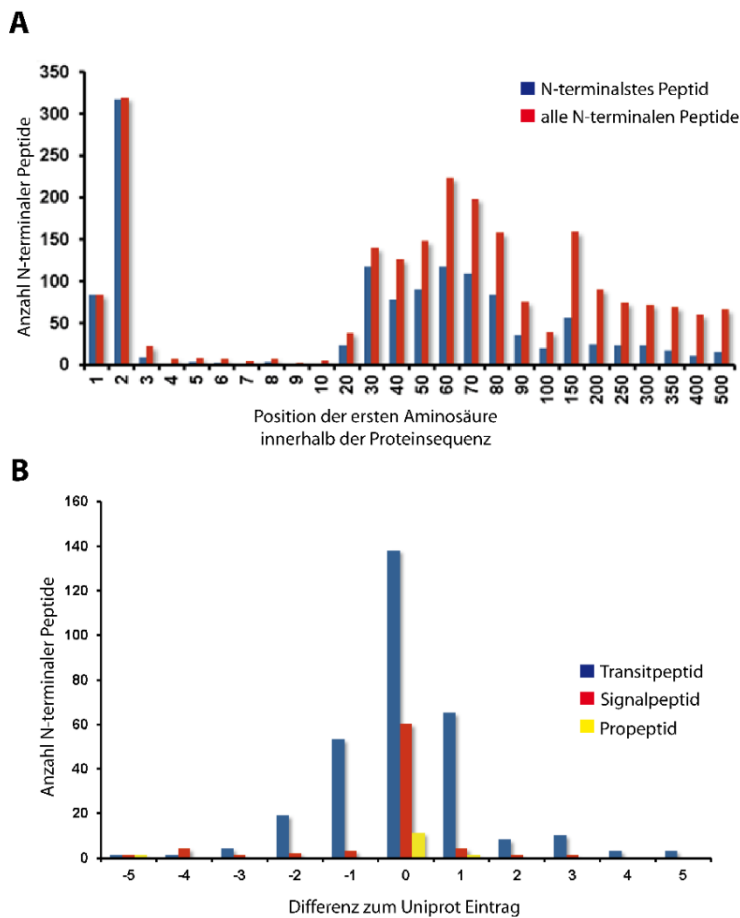 A
350
300
250
200
150
100
50
0
Anzahl N-terminaler Peptide
N-terminalstes Peptid
alle N-terminalen Peptide
1 2 3 4 5 6 7 8 9 10 20 30 40 50 60 70 80 90 100 150 200 250 300 350 400 500
Position der ersten Aminosäure
innerhalb der Proteinsequenz
B
160
140
120
100
80
60
40
20
0
Anzahl N-terminaler Peptide
Transitpeptid
Signalpeptid
Propeptid
-5 -4 -3 -2 -1 0 1 2 3 4 5
Differenz zum Uniprot Eintrag